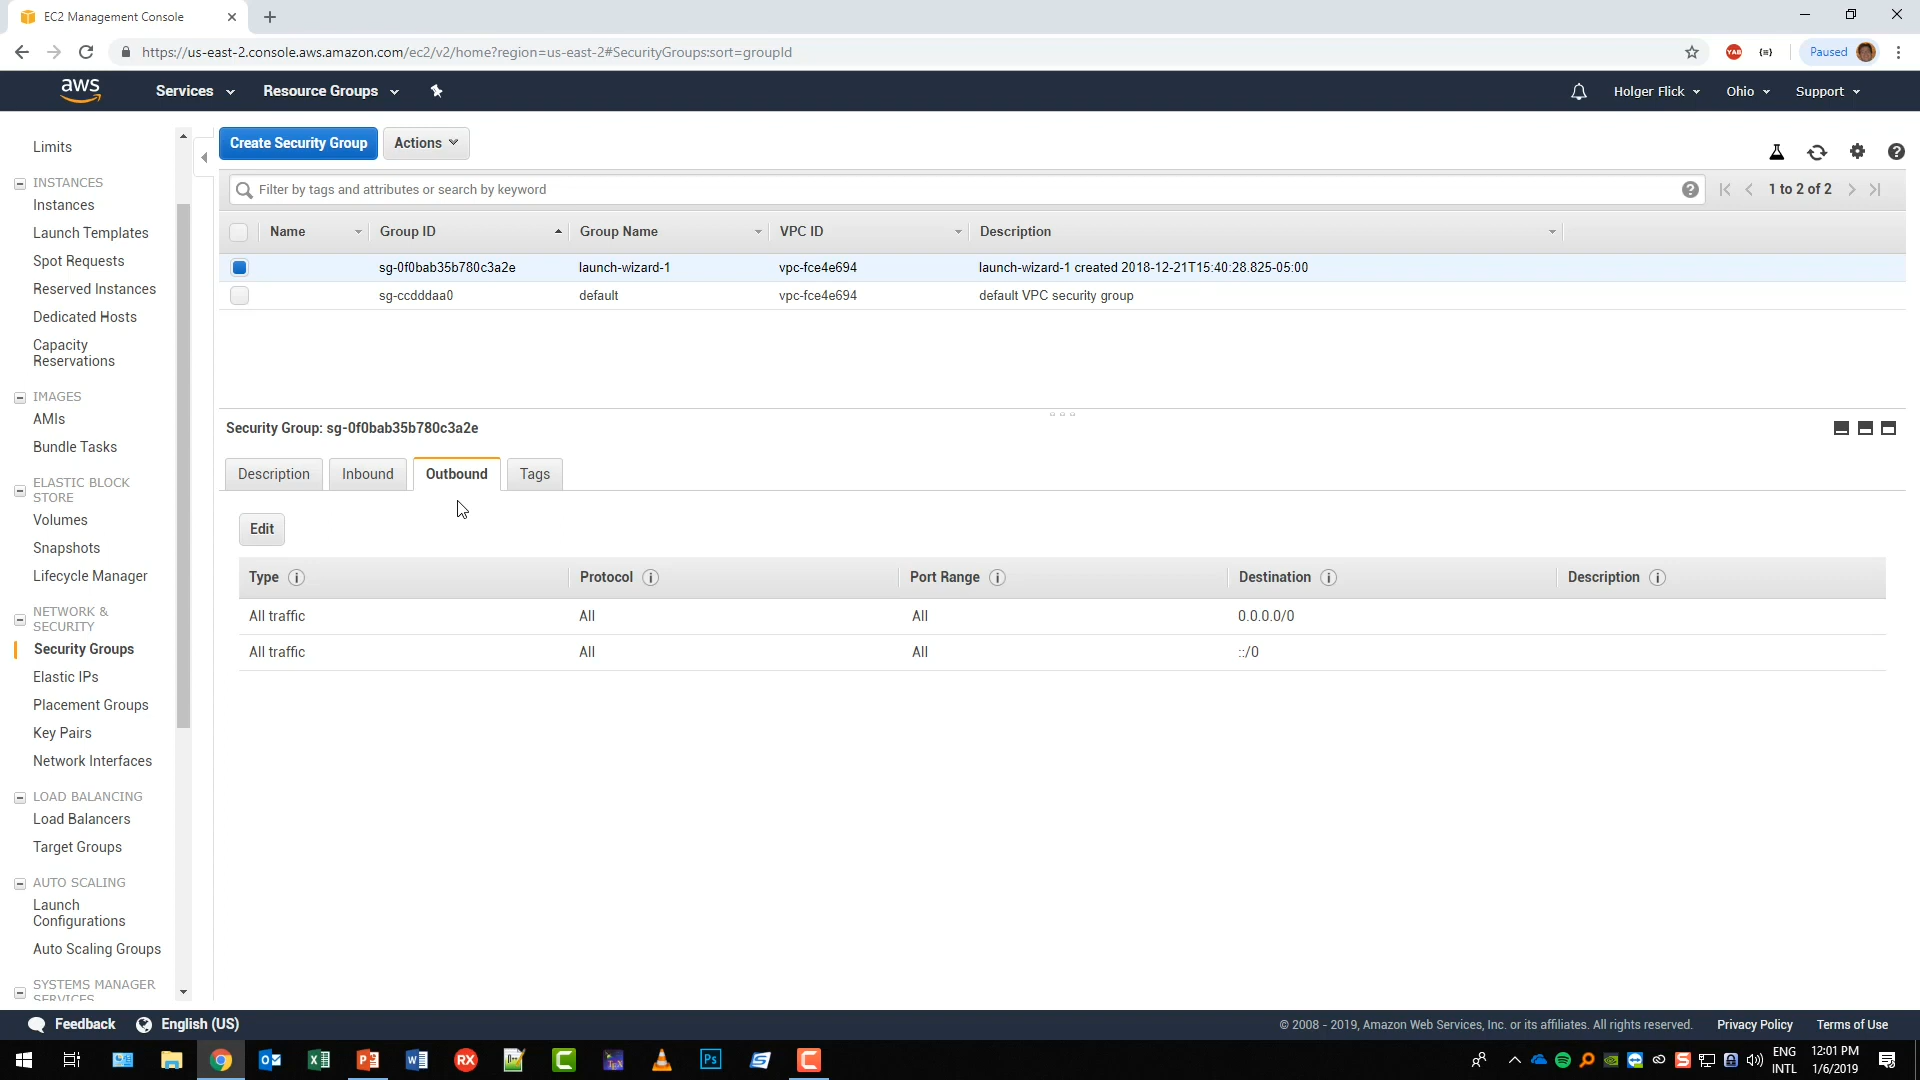 EC2 Management Console
https://us-east-2.console.aws.amazon.com/ec2/v2/home?region=us-east-2#SecurityGroups:sort=groupId
YAB
Paused
aws
Services
Resource Groups
Holger Flick
Ohio
Support
Limits
INSTANCES
Instances
Launch Templates
Spot Requests
Reserved Instances
Dedicated Hosts
Capacity
Reservations
IMAGES
AMIs
Bundle Tasks
ELASTIC BLOCK
STORE
Volumes
Snapshots
Lifecycle Manager
NETWORK &
SECURITY
Security Groups
Elastic IPs
Placement Groups
Key Pairs
Network Interfaces
LOAD BALANCING
Load Balancers
Target Groups
AUTO SCALING
Launch
Configurations
Auto Scaling Groups
SYSTEMS MANAGER
SERVICES
Create Security Group
Actions
Filter by tags and attributes or search by keyword
1 to 2 of 2
Name Group ID Group Name VPC ID Description
sg-0f0bab35b780c3a2e launch-wizard-1 vpc-fce4e694 launch-wizard-1 created 2018-12-21T15:40:28.825-05:00
sg-ccdddaa0 default vpc-fce4e694 default VPC security group
Security Group: sg-0f0bab35b780c3a2e
Description Inbound Outbound Tags
Edit
Type Protocol Port Range Destination Description
All traffic All All 0.0.0.0/0
All traffic All All ::/0
Feedback
English (US)
© 2008 - 2019, Amazon Web Services, Inc. or its affiliates. All rights reserved.
Privacy Policy
Terms of Use
RX
Ps
ENG
INTL
12:01 PM
1/6/2019